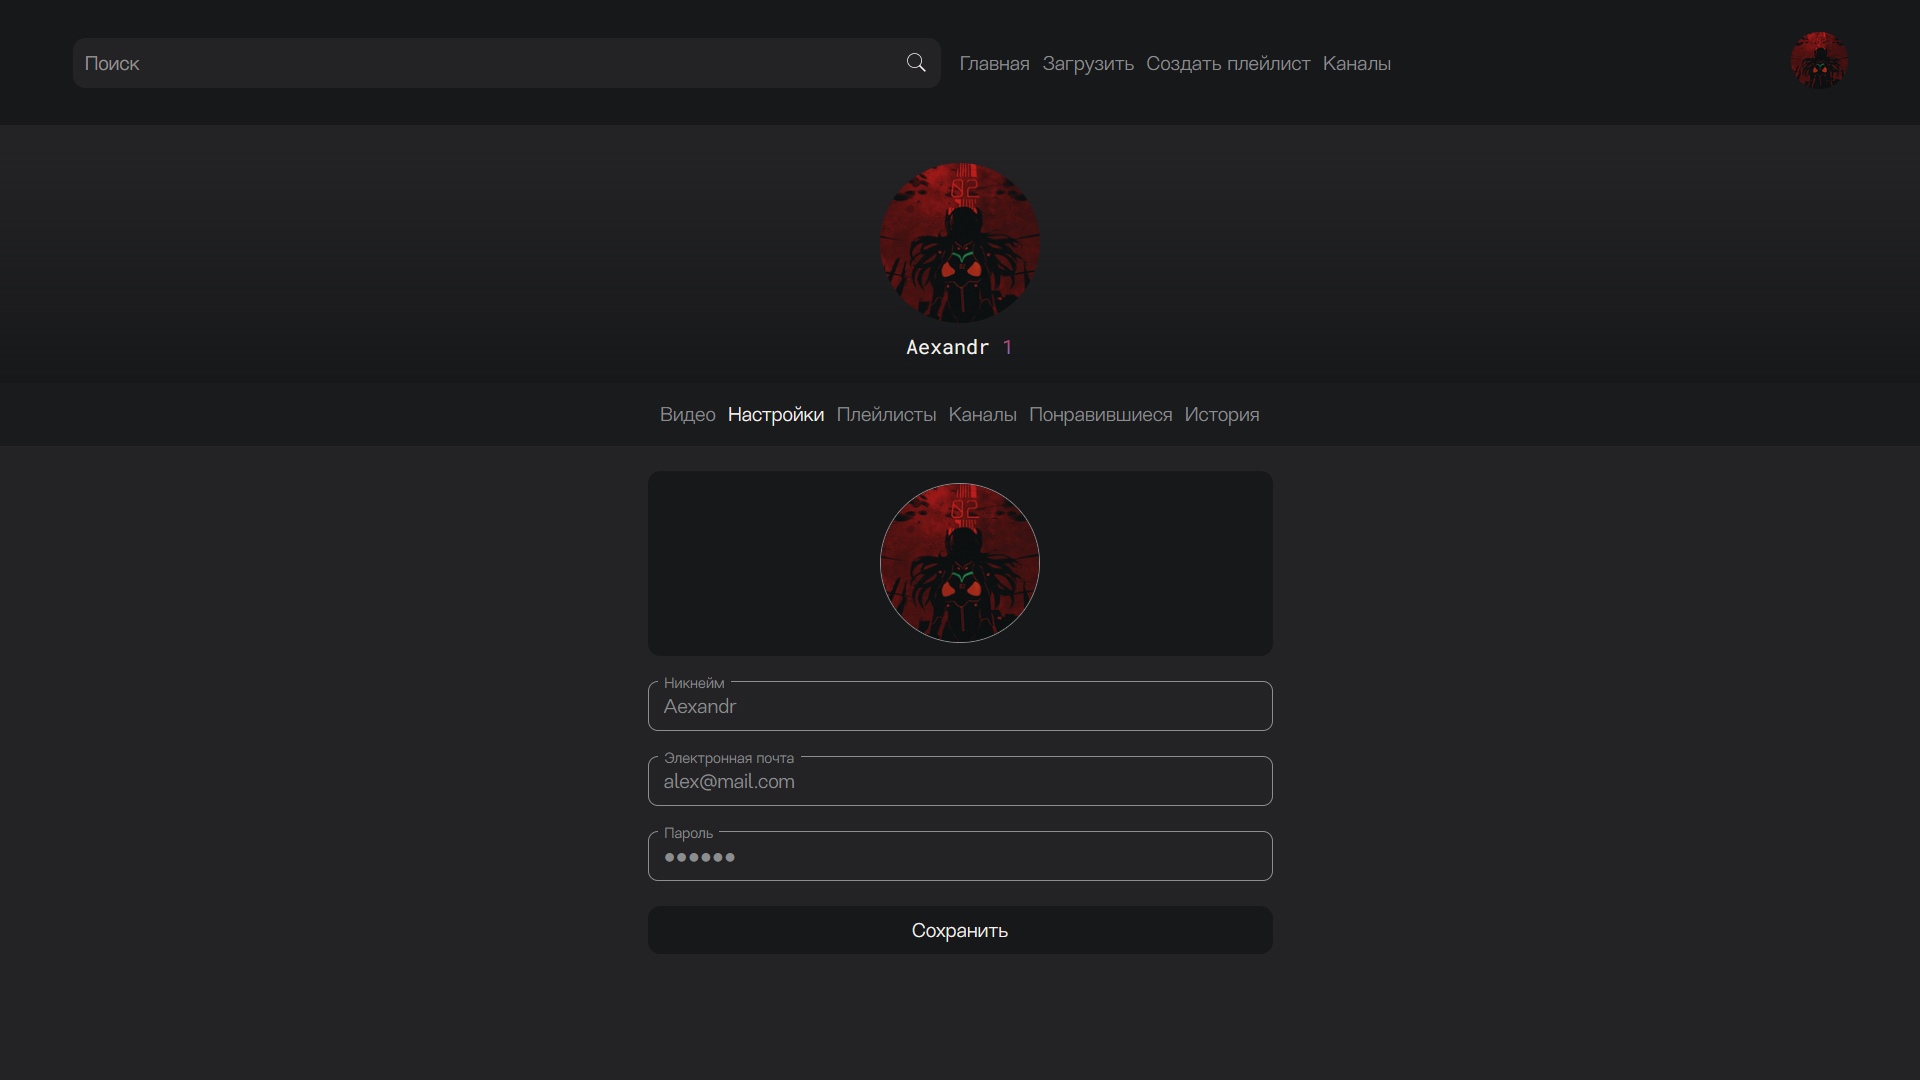 Поиск Главная Загрузить Создать плейлист Каналы
02
Aexandr 1
Видео Настройки Плейлисты Каналы Понравившиеся История
02
Никнейм
Aexandr
Электронная почта
alex@mail.com
Пароль
●●●●●●
Сохранить